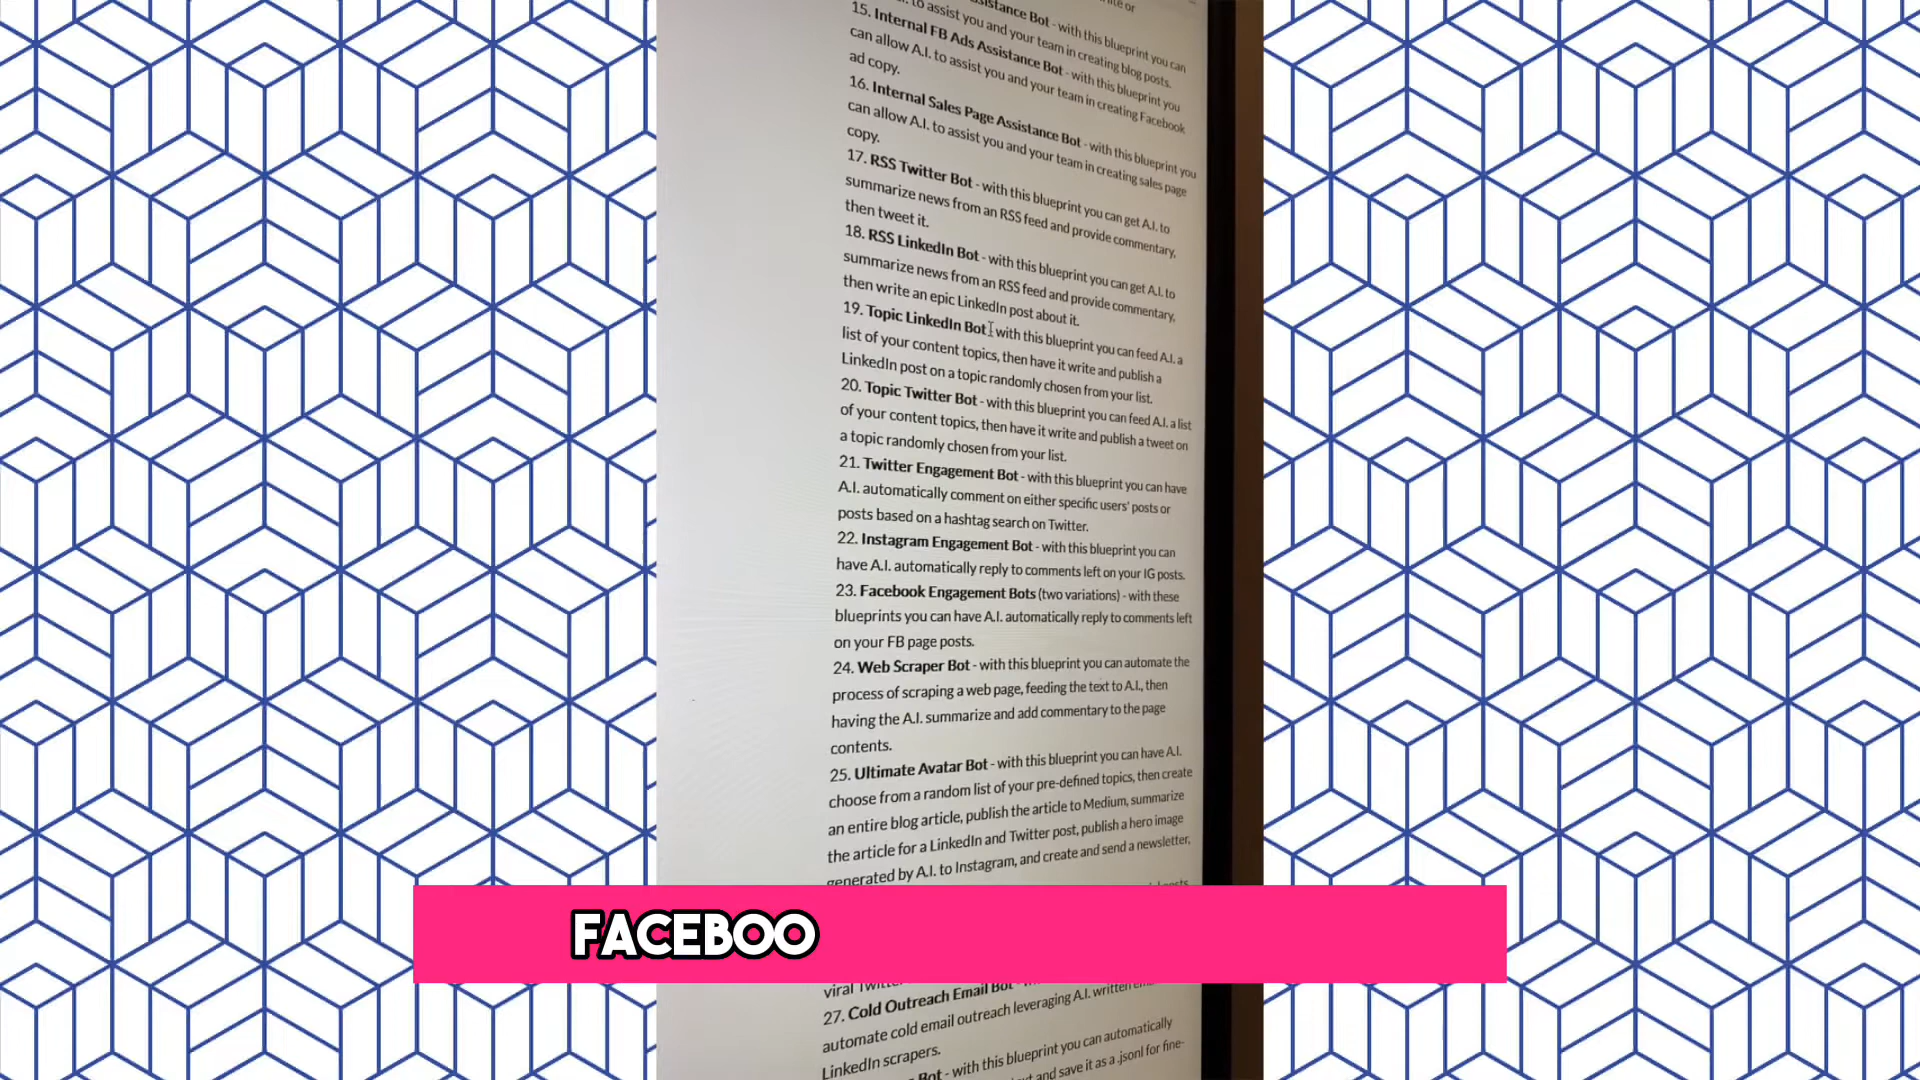 Assistance Bot - with this blueprint you can
to assist you and your team in creating blog posts.
15. Internal FB Ads Assistance Bot - with this blueprint you
can allow A.I. to assist you and your team in creating Facebook
ad copy.
16. Internal Sales Page Assistance Bot - with this blueprint you
can allow A.I. to assist you and your team in creating sales page
copy.
17. RSS Twitter Bot - with this blueprint you can get A.I. to
summarize news from an RSS feed and provide commentary,
then tweet it.
18. RSS LinkedIn Bot - with this blueprint you can get A.I. to
summarize news from an RSS feed and provide commentary,
then write an epic LinkedIn post about it.
19. Topic LinkedIn Bot with this blueprint you can feed A.I. a
list of your content topics, then have it write and publish a
LinkedIn post on a topic randomly chosen from your list.
20. Topic Twitter Bot - with this blueprint you can feed A.I. a list
of your content topics, then have it write and publish a tweet on
a topic randomly chosen from your list.
21. Twitter Engagement Bot - with this blueprint you can have
A.I. automatically comment on either specific users' posts or
posts based on a hashtag search on Twitter.
22. Instagram Engagement Bot - with this blueprint you can
have A.I. automatically reply to comments left on your IG posts.
23. Facebook Engagement Bots (two variations) - with these
blueprints you can have A.I. automatically reply to comments left
on your FB page posts.
24. Web Scraper Bot - with this blueprint you can automate the
process of scraping a web page, feeding the text to A.I., then
having the A.I. summarize and add commentary to the page
contents.
25. Ultimate Avatar Bot - with this blueprint you can have A.I.
choose from a random list of your pre-defined topics, then create
an entire blog article, publish the article to Medium, summarize
the article for a LinkedIn and Twitter post, publish a hero image
generated by A.I. to Instagram, and create and send a newsletter,
FACEBOO
viral
27. Cold Outreach Email Bot
automate cold email outreach leveraging A.I. written
LinkedIn scrapers.
Bot - with this blueprint you can automatically
and save it as a .jsonl for fine-